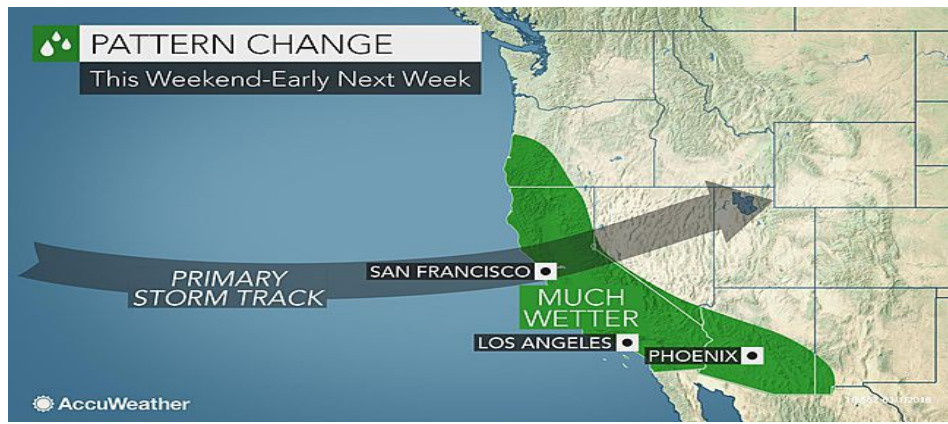 PATTERN CHANGE
This Weekend-Early Next Week
SAN FRANCISCO
PRIMARY
STORM TRACK
MUCH
WETTER
LOS ANGELES
PHOENIX
AccuWeather